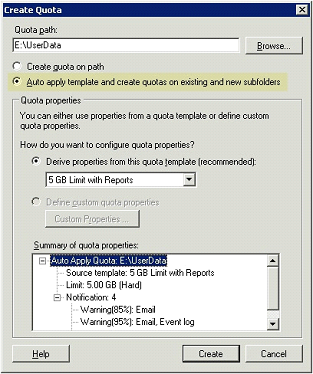 Create Quota
Quota path:
E:\UserData
Browse...
Create quota on path
Auto apply template and create quotas on existing and new subfolders
Quota properties
You can either use properties from a quota template or define custom
quota properties.
How do you want to configure quota properties?
Derive properties from this quota template (recommended):
5 GB Limit with Reports
Define custom quota properties
Custom Properties ...
Summary of quota properties:
Auto Apply Quota: E:\UserData
Source template: 5 GB Limit with Reports
Limit: 5.00 GB (Hard)
Notification: 4
Warning(85%): Email
Warning(95%): Email, Event log
Help
Create
Cancel